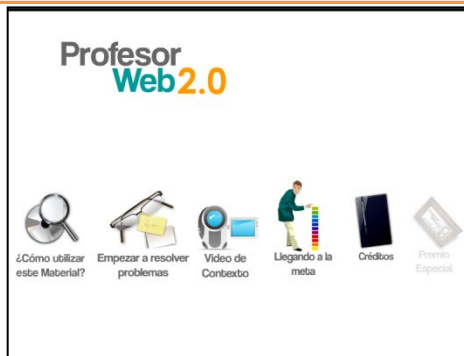 Profesor
Web2.0
¿Cómo utilizar
este Material?
Empezar a resolver
problemas
Video de
Contexto
Llegando a la
meta
Créditos
Premio
Especial